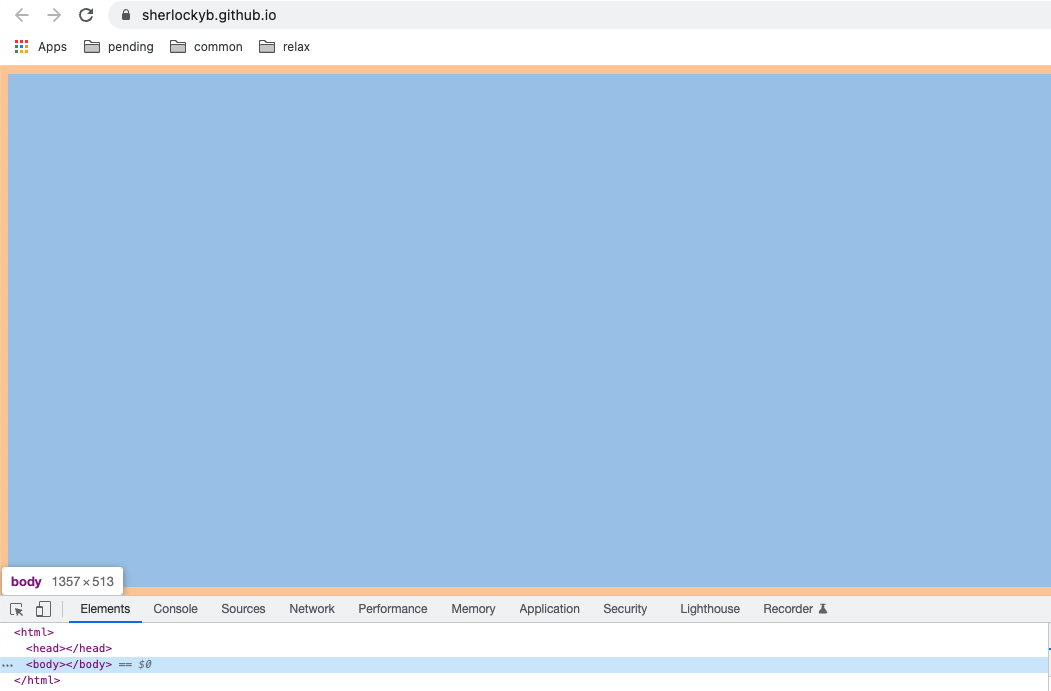 sherlockyb.github.io
Apps pending common relax
body 1357 × 513
Elements Console Sources Network Performance Memory Application Security Lighthouse Recorder
<html>
<head></head>
... <body></body> == $0
</html>